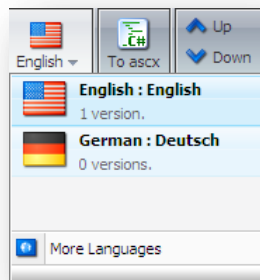 English
To ascx
Up
Down
C#
English : English
1 version.
German : Deutsch
0 versions.
More Languages